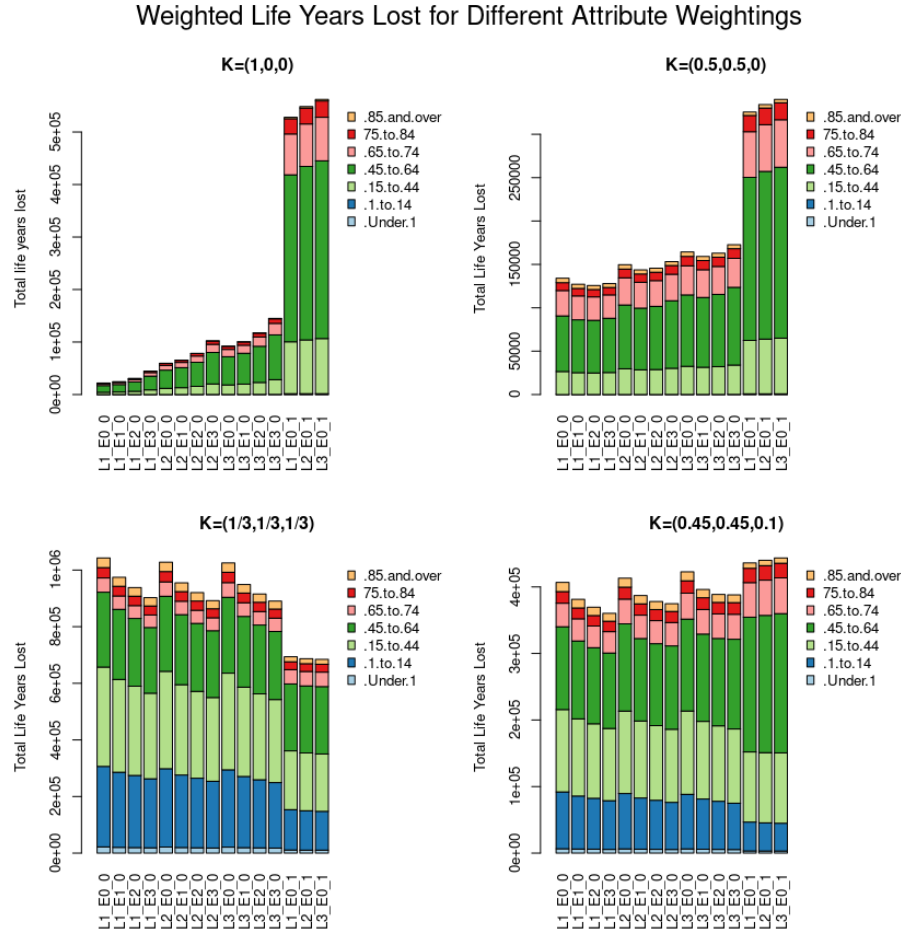 Weighted Life Years Lost for Different Attribute Weightings
K=(1,0,0)
Total life years lost
0e+00
1e+05
2e+05
3e+05
4e+05
5e+05
.85.and.over
75.to.84
.65.to.74
.45.to.64
.15.to.44
.1.to.14
.Under.1
L1_E0_0
L1_E1_0
L1_E2_0
L1_E3_0
L2_E0_0
L2_E1_0
L2_E2_0
L2_E3_0
L3_E0_0
L3_E1_0
L3_E2_0
L3_E3_0
L1_E0_1
L2_E0_1
L3_E0_1
K=(0.5,0.5,0)
Total Life Years Lost
0
50000
150000
250000
.85.and.over
75.to.84
.65.to.74
.45.to.64
.15.to.44
.1.to.14
.Under.1
L1_E0_0
L1_E1_0
L1_E2_0
L1_E3_0
L2_E0_0
L2_E1_0
L2_E2_0
L2_E3_0
L3_E0_0
L3_E1_0
L3_E2_0
L3_E3_0
L1_E0_1
L2_E0_1
L3_E0_1
K=(1/3,1/3,1/3)
Total Life Years Lost
0e+00
2e+05
4e+05
6e+05
8e+05
1e+06
.85.and.over
75.to.84
.65.to.74
.45.to.64
.15.to.44
.1.to.14
.Under.1
L1_E0_0
L1_E1_0
L1_E2_0
L1_E3_0
L2_E0_0
L2_E1_0
L2_E2_0
L2_E3_0
L3_E0_0
L3_E1_0
L3_E2_0
L3_E3_0
L1_E0_1
L2_E0_1
L3_E0_1
K=(0.45,0.45,0.1)
Total Life Years Lost
0e+00
1e+05
2e+05
3e+05
4e+05
.85.and.over
75.to.84
.65.to.74
.45.to.64
.15.to.44
.1.to.14
.Under.1
L1_E0_0
L1_E1_0
L1_E2_0
L1_E3_0
L2_E0_0
L2_E1_0
L2_E2_0
L2_E3_0
L3_E0_0
L3_E1_0
L3_E2_0
L3_E3_0
L1_E0_1
L2_E0_1
L3_E0_1